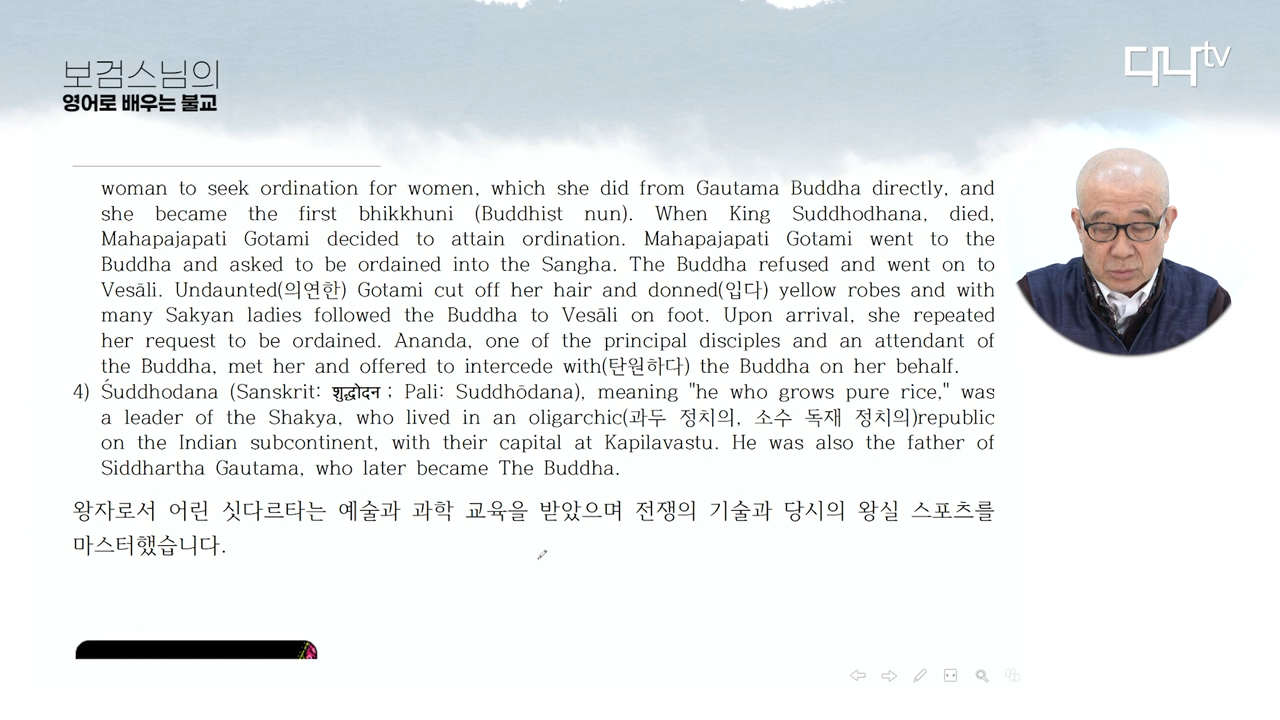 보검스님의
영어로 배우는 불교
다나tv
woman to seek ordination for women, which she did from Gautama Buddha directly, and
she became the first bhikkhuni (Buddhist nun). When King Suddhodhana, died,
Mahapajapati Gotami decided to attain ordination. Mahapajapati Gotami went to the
Buddha and asked to be ordained into the Sangha. The Buddha refused and went on to
Vesāli. Undaunted(의연한) Gotami cut off her hair and donned(입다) yellow robes and with
many Sakyan ladies followed the Buddha to Vesāli on foot. Upon arrival, she repeated
her request to be ordained. Ananda, one of the principal disciples and an attendant of
the Buddha, met her and offered to intercede with(탄원하다) the Buddha on her behalf.
4) Śuddhodana (Sanskrit: शुद्धोदन ; Pali: Suddhōdana), meaning "he who grows pure rice," was
a leader of the Shakya, who lived in an oligarchic(과두 정치의, 소수 독재 정치의)republic
on the Indian subcontinent, with their capital at Kapilavastu. He was also the father of
Siddhartha Gautama, who later became The Buddha.
왕자로서 어린 싯다르타는 예술과 과학 교육을 받았으며 전쟁의 기술과 당시의 왕실 스포츠를
마스터했습니다.